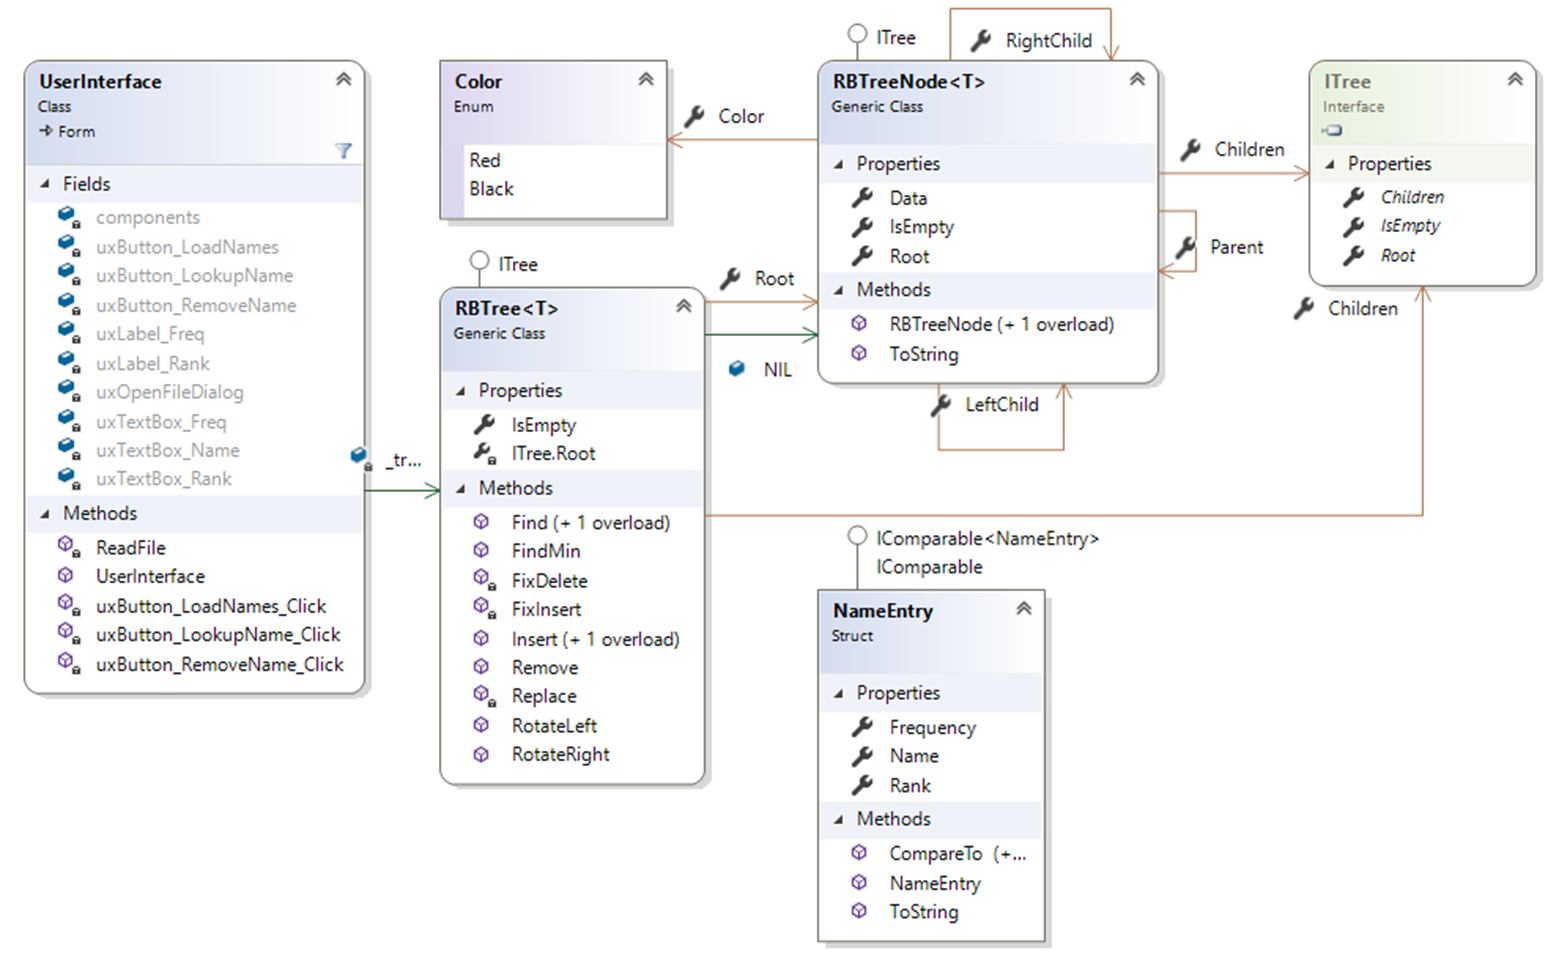 UserInterface
Class
Form
Fields
components
uxButton_LoadNames
uxButton_LookupName
uxButton_RemoveName
uxLabel_Freq
uxLabel_Rank
uxOpenFileDialog
uxTextBox_Freq
uxTextBox_Name
uxTextBox_Rank
Methods
ReadFile
UserInterface
uxButton_LoadNames_Click
uxButton_LookupName_Click
uxButton_RemoveName_Click
_tr...
Color
Enum
Red
Black
Color
ITree
RBTree<T>
Generic Class
Properties
IsEmpty
ITree.Root
Methods
Find (+ 1 overload)
FindMin
FixDelete
FixInsert
Insert (+ 1 overload)
Remove
Replace
RotateLeft
RotateRight
Root
NIL
ITree
RightChild
RBTreeNode<T>
Generic Class
Properties
Data
IsEmpty
Root
Methods
RBTreeNode (+ 1 overload)
ToString
LeftChild
Children
Parent
ITree
Interface
Properties
Children
IsEmpty
Root
Children
IComparable<NameEntry>
IComparable
NameEntry
Struct
Properties
Frequency
Name
Rank
Methods
CompareTo (+...
NameEntry
ToString